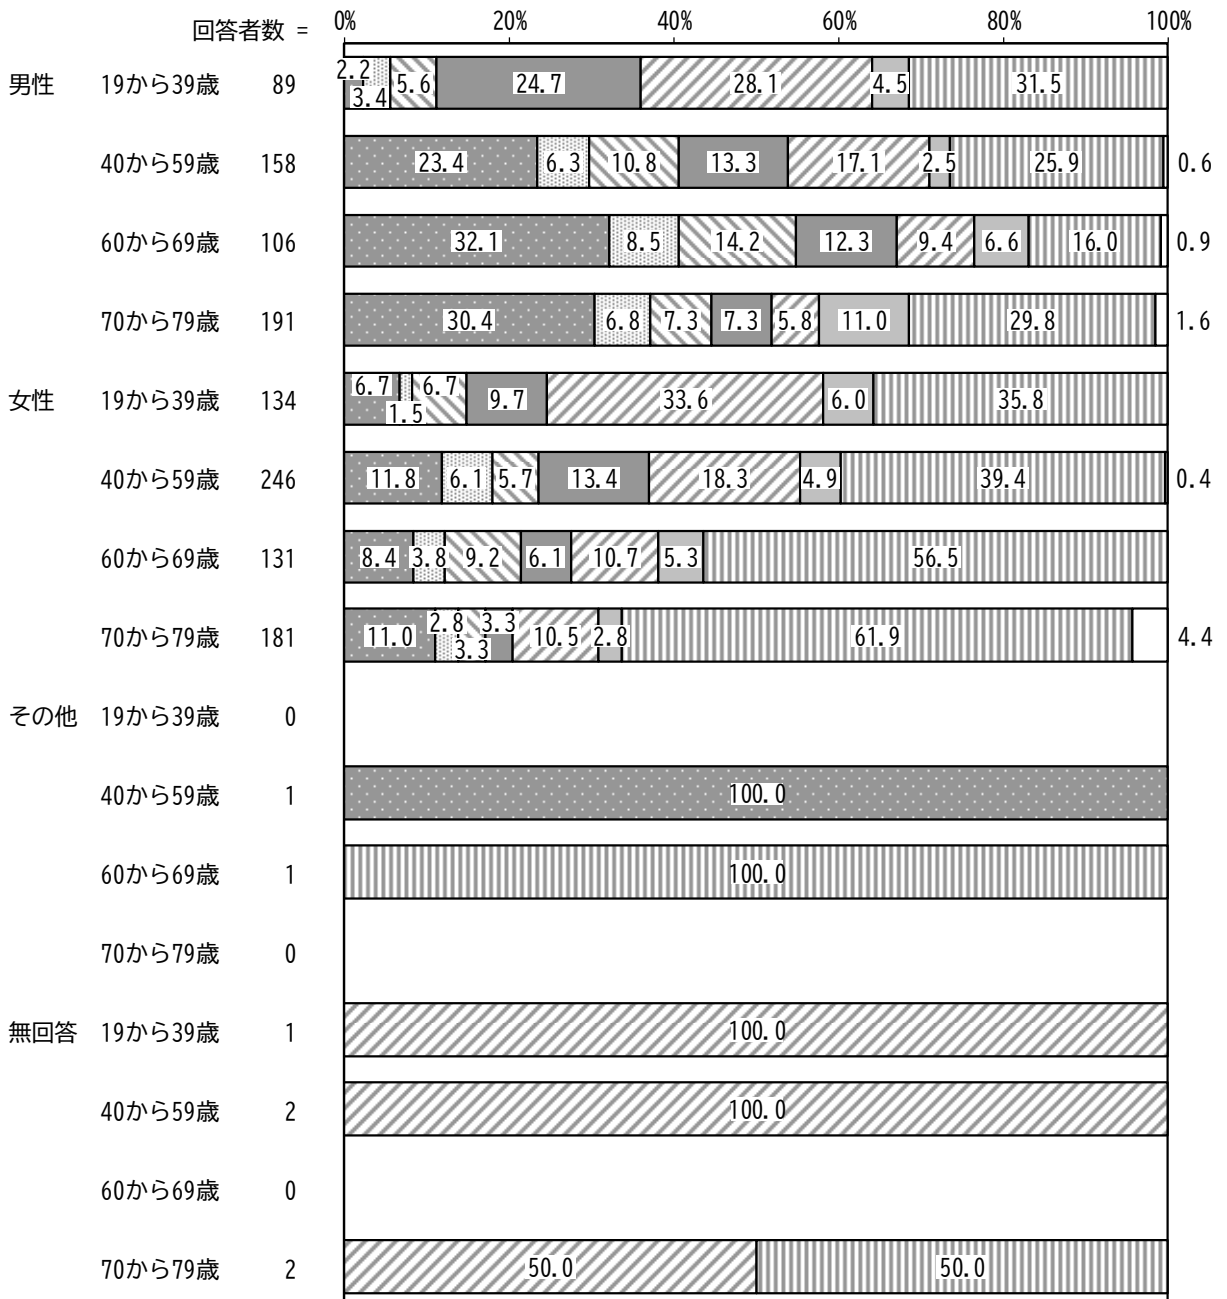 回答者数 = 0% 20% 40% 60% 80% 100%
男性 19から39歳 89 2.2 3.4 5.6 24.7 28.1 4.5 31.5
40から59歳 158 23.4 6.3 10.8 13.3 17.1 2.5 25.9 0.6
60から69歳 106 32.1 8.5 14.2 12.3 9.4 6.6 16.0 0.9
70から79歳 191 30.4 6.8 7.3 7.3 5.8 11.0 29.8 1.6
女性 19から39歳 134 6.7 1.5 6.7 9.7 33.6 6.0 35.8
40から59歳 246 11.8 6.1 5.7 13.4 18.3 4.9 39.4 0.4
60から69歳 131 8.4 3.8 9.2 6.1 10.7 5.3 56.5
70から79歳 181 11.0 2.8 3.3 3.3 10.5 2.8 61.9 4.4
その他 19から39歳 0
40から59歳 1 100.0
60から69歳 1 100.0
70から79歳 0
無回答 19から39歳 1 100.0
40から59歳 2 100.0
60から69歳 0
70から79歳 2 50.0 50.0